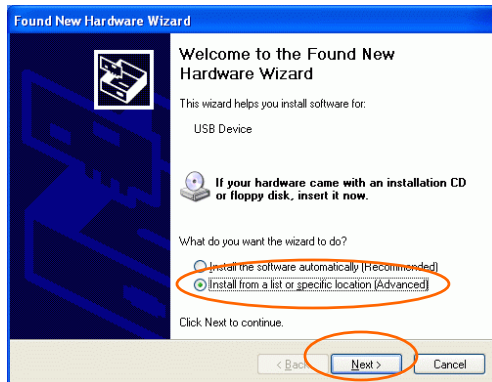 Found New Hardware Wizard
Welcome to the Found New
Hardware Wizard
This wizard helps you install software for:
USB Device
If your hardware came with an installation CD
or floppy disk, insert it now.
What do you want the wizard to do?
Install the software automatically (Recommended)
Install from a list or specific location (Advanced)
Click Next to continue.
< Back Next > Cancel